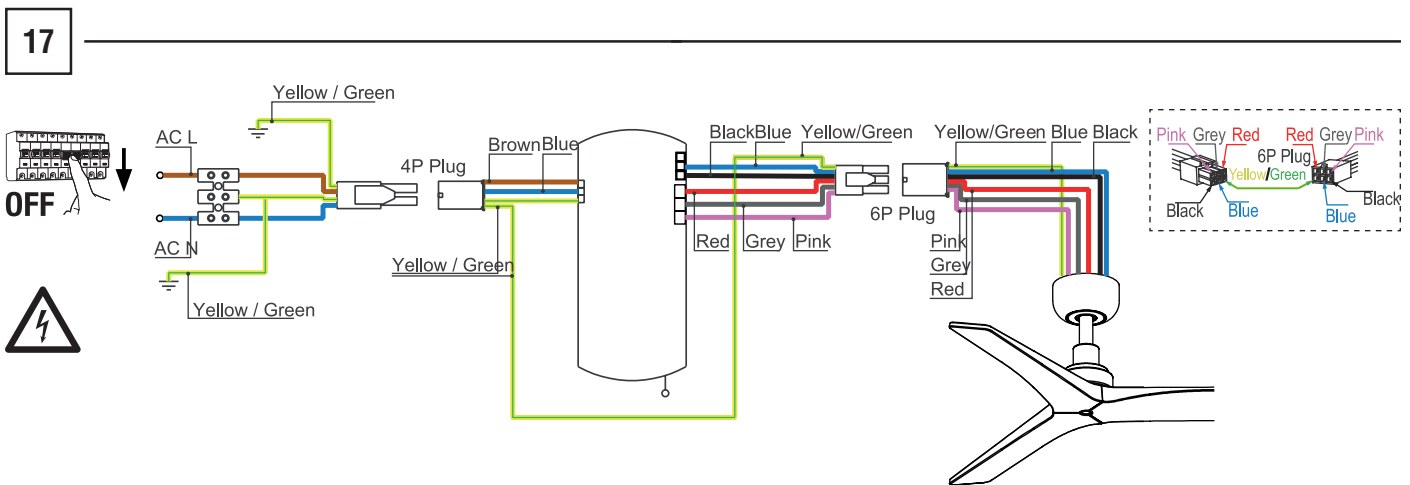 17
Yellow / Green
AC L
OFF
AC N
Yellow / Green
4P Plug
Brown Blue
Yellow / Green
Black Blue Yellow/Green
Red Grey Pink
Yellow/Green Blue Black
6P Plug
Pink
Grey
Red
Pink Grey Red Red Grey Pink
6P Plug
Yellow/Green
Black Blue Blue Black